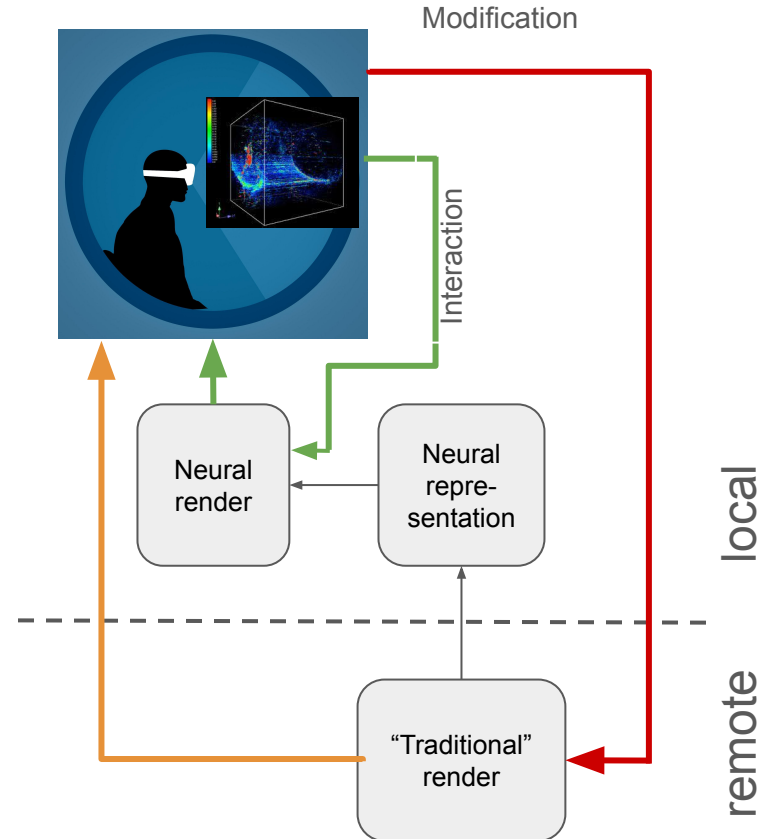 Modification
Interaction
Neural
render
Neural
repre-
sentation
local
“Traditional”
render
remote